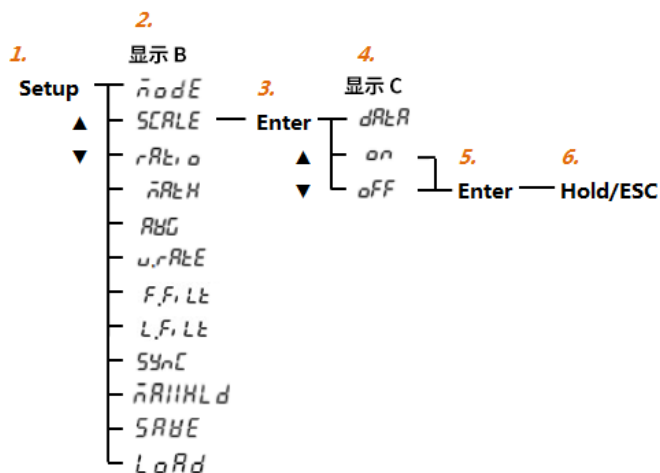 1.
Setup
▲
▼
2.
显示 B
modE
SCALE
rAtio
mATH
AVG
u.rAtE
F.FiLt
L.FiLt
SYnC
mAXHLd
SAVE
LoAd
3.
Enter
▲
▼
4.
显示 C
dAtA
on
oFF
5.
Enter
6.
Hold/ESC